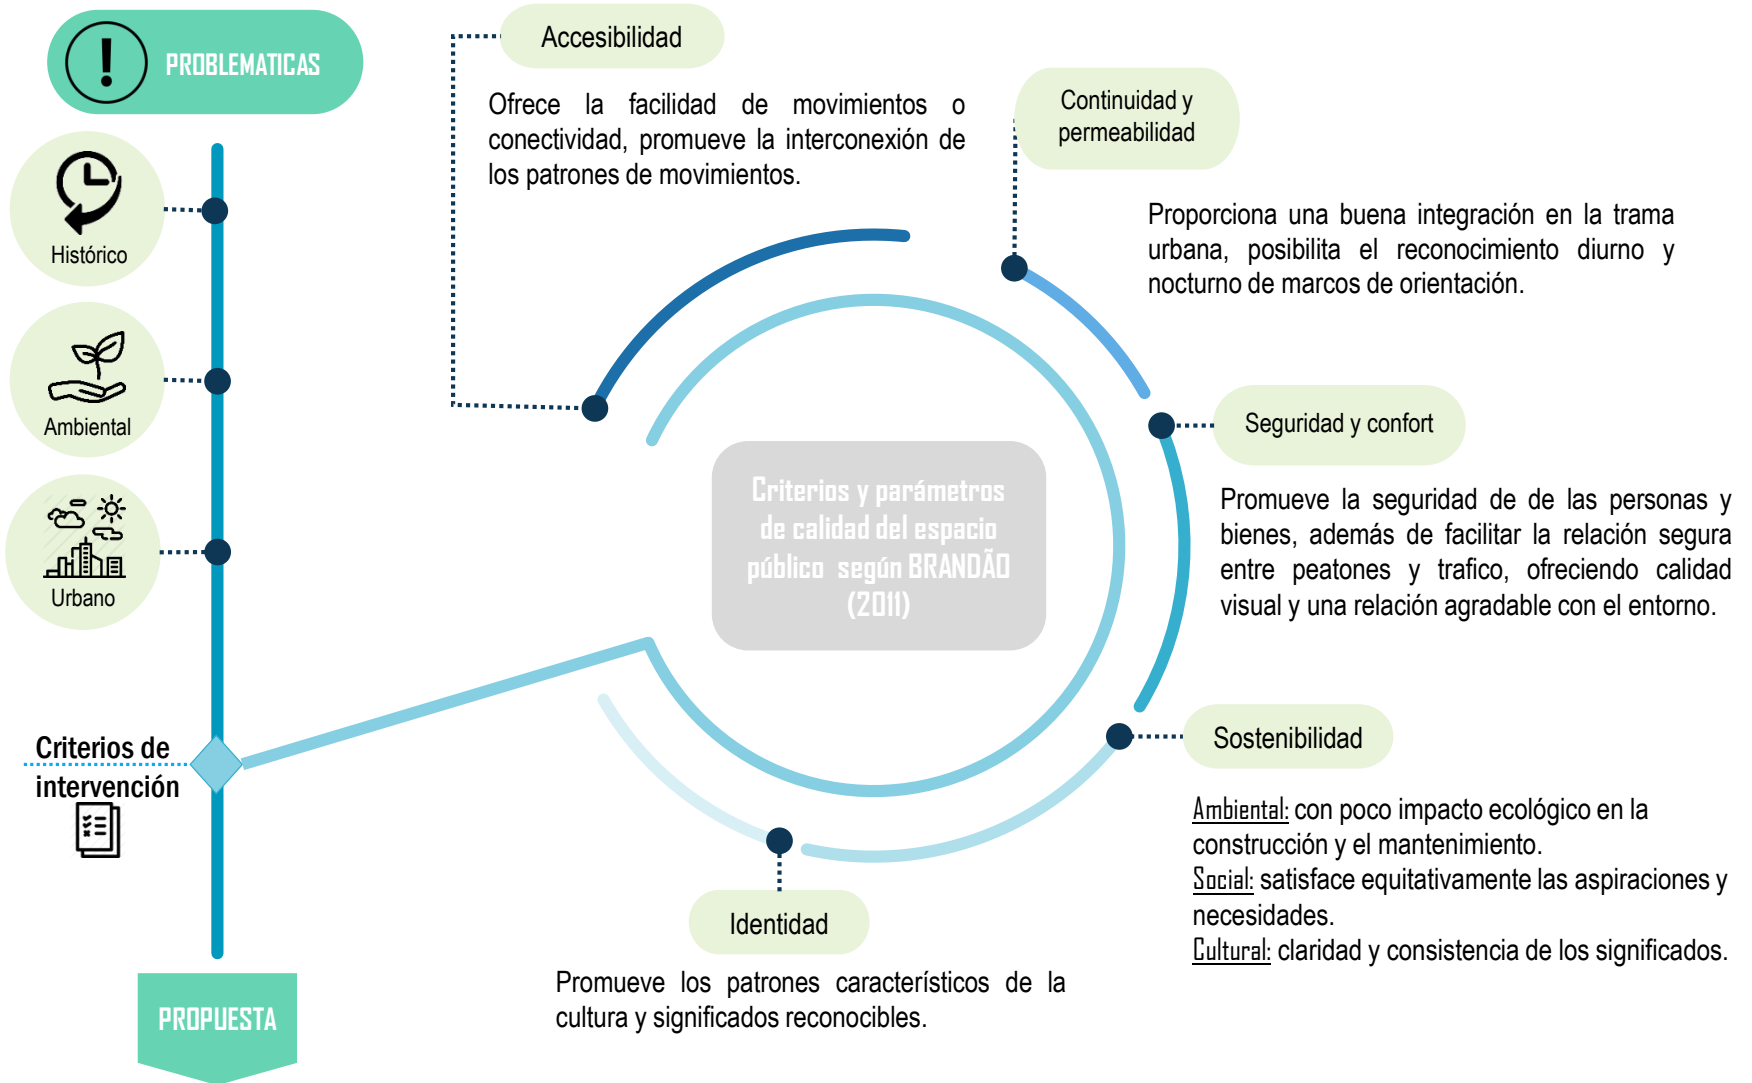 PROBLEMATICAS
Histórico
Ambiental
Urbano
Criterios de
intervención
PROPUESTA
Accesibilidad
Ofrece la facilidad de movimientos o
conectividad, promueve la interconexión de
los patrones de movimientos.
Continuidad y
permeabilidad
Proporciona una buena integración en la trama
urbana, posibilita el reconocimiento diurno y
nocturno de marcos de orientación.
Criterios y parámetros
de calidad del espacio
público según BRANDÃO
(2011)
Seguridad y confort
Promueve la seguridad de de las personas y
bienes, además de facilitar la relación segura
entre peatones y trafico, ofreciendo calidad
visual y una relación agradable con el entorno.
Sostenibilidad
Ambiental: con poco impacto ecológico en la
construcción y el mantenimiento.
Social: satisface equitativamente las aspiraciones y
necesidades.
Cultural: claridad y consistencia de los significados.
Identidad
Promueve los patrones característicos de la
cultura y significados reconocibles.